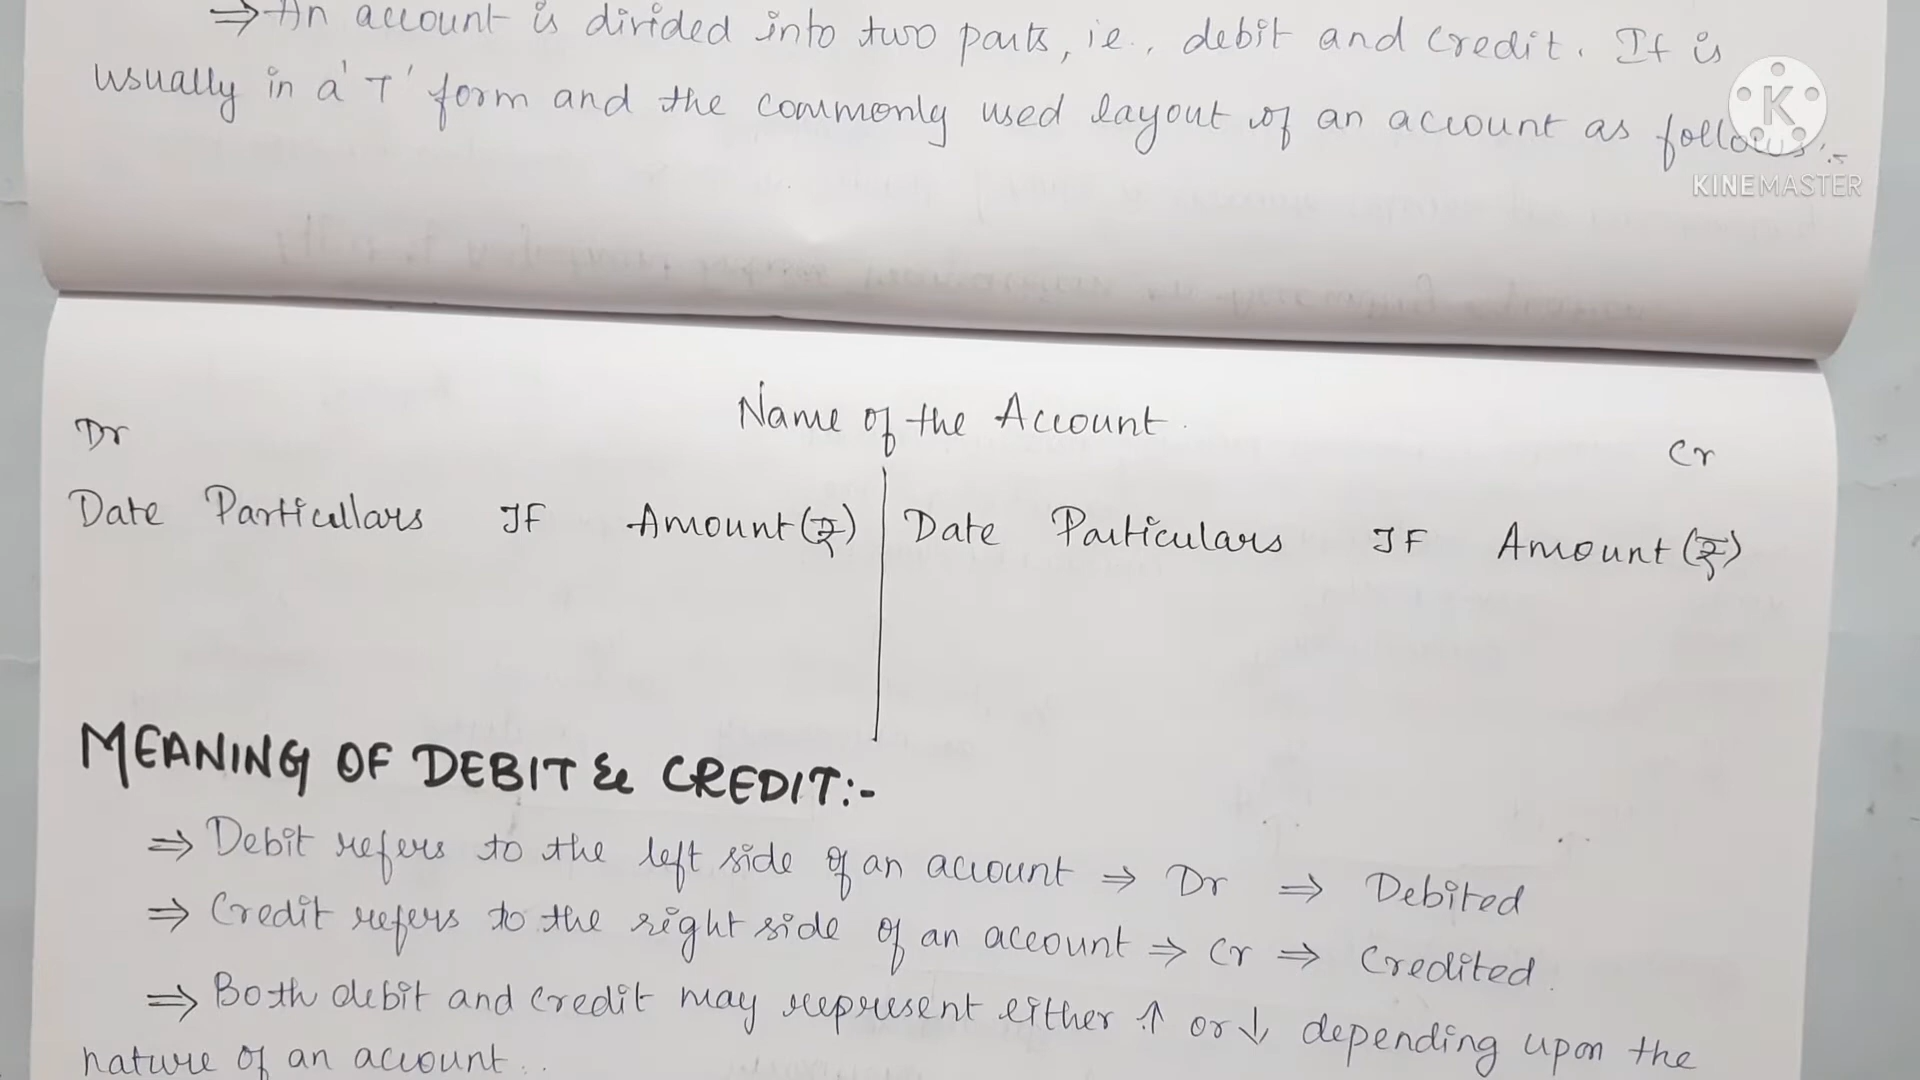 ⇒ An account is divided into two parts, i.e., debit and credit. It is
usually in a 'T' form and the commonly used layout of an account as follows:-
K
KINEMASTER
Name of the Account.
Dr
Cr
Date Particullars JF Amount (₹) Date Particulars JF Amount (₹)
MEANING OF DEBIT & CREDIT:-
⇒ Debit refers to the left side of an account ⇒ Dr ⇒ Debited
⇒ Credit refers to the right side of an account ⇒ Cr ⇒ Credited.
⇒ Both debit and credit may represent either ↑ or ↓ depending upon the
nature of an account..